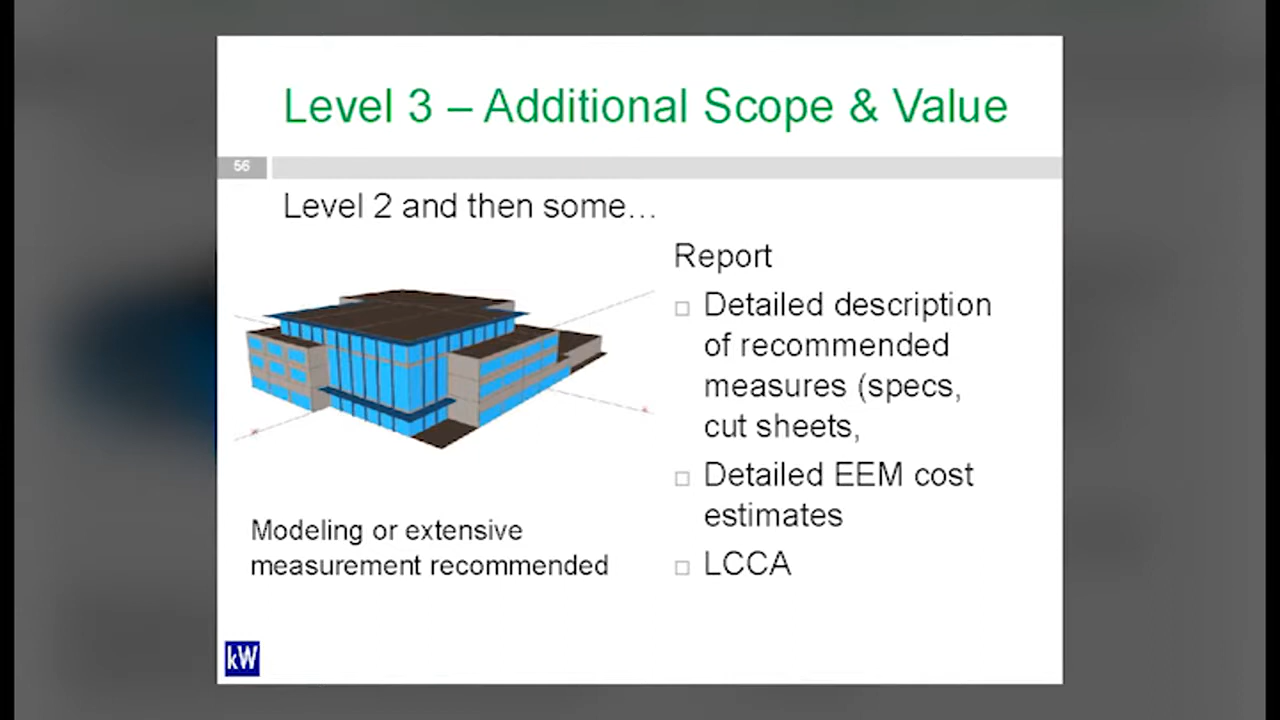 Level 3 – Additional Scope & Value
56
Level 2 and then some…
Report
Detailed description
of recommended
measures (specs,
cut sheets,
Detailed EEM cost
estimates
LCCA
Modeling or extensive
measurement recommended
kW